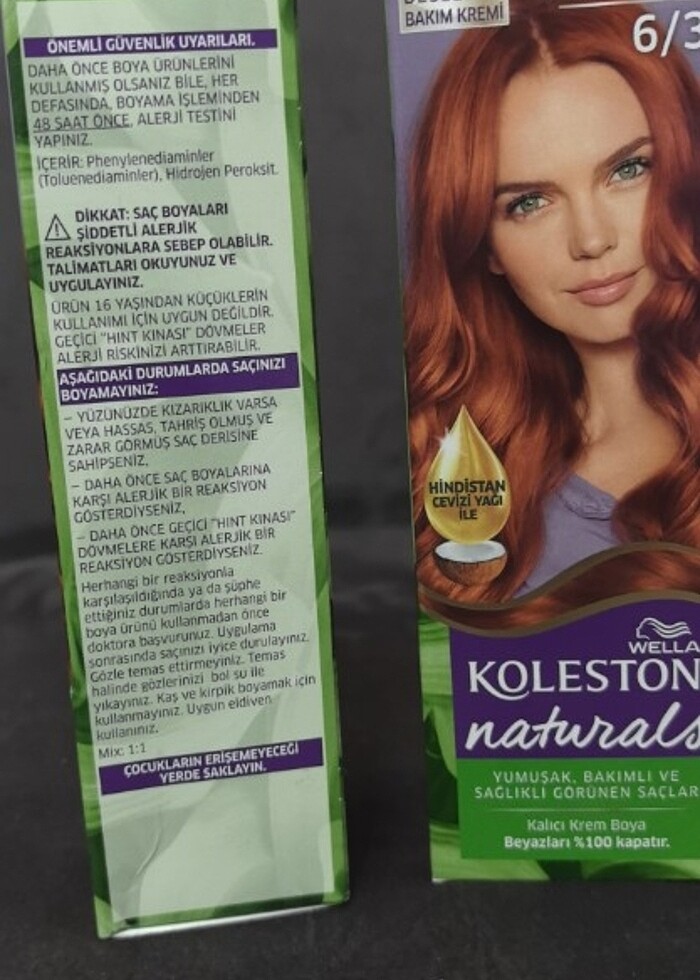 ÖNEMLİ GÜVENLİK UYARILARI.
DAHA ÖNCE BOYA ÜRÜNLERİNİ
KULLANMIŞ OLSANIZ BİLE, HER
DEFASINDA, BOYAMA İŞLEMİNDEN
48 SAAT ÖNCE, ALERJİ TESTİNİ
YAPINIZ.
İÇERİR: Phenylenediaminler
(Toluenediaminler), Hidrojen Peroksit.
DİKKAT: SAÇ BOYALARI
ŞİDDETLİ ALERJİK
REAKSİYONLARA SEBEP OLABİLİR.
TALİMATLARI OKUYUNUZ VE
UYGULAYINIZ.
ÜRÜN 16 YAŞINDAN KÜÇÜKLERİN
KULLANIMI İÇİN UYGUN DEĞİLDİR.
GEÇİCİ "HINT KINASI" DÖVMELER
ALERJİ RİSKİNİZİ ARTTIRABİLİR.
AŞAĞIDAKİ DURUMLARDA SAÇINIZI
BOYAMAYINIZ:
– YÜZÜNÜZDE KIZARIKLIK VARSA
VEYA HASSAS, TAHRİŞ OLMUŞ VE
ZARAR GÖRMÜŞ SAÇ DERİSİNE
SAHİPSENİZ,
– DAHA ÖNCE SAÇ BOYALARINA
KARŞI ALERJİK BİR REAKSİYON
GÖSTERDİYSENİZ,
– DAHA ÖNCE GEÇİCİ "HINT KINASI"
DÖVMELERE KARŞI ALERJİK BİR
REAKSİYON GÖSTERDİYSENİZ.
Herhangi bir reaksiyonla
karşılaşıldığında ya da şüphe
ettiğiniz durumlarda herhangi bir
boya ürünü kullanmadan önce
doktora başvurunuz. Uygulama
sonrasında saçınızı iyice durulayınız.
Gözle temas ettirmeyiniz. Temas
halinde gözlerinizi bol su ile
yıkayınız. Kaş ve kirpik boyamak için
kullanmayınız. Uygun eldiven
kullanınız.
Mix: 1:1
ÇOCUKLARIN ERİŞEMEYECEĞİ
YERDE SAKLAYIN.
BAKIM KREMİ
6/3
HİNDİSTAN
CEVİZİ YAĞI
İLE
WELLA
KOLESTON
naturals
YUMUŞAK, BAKIMLI VE
SAĞLIKLI GÖRÜNEN SAÇLAR
Kalıcı Krem Boya
Beyazları %100 kapatır.